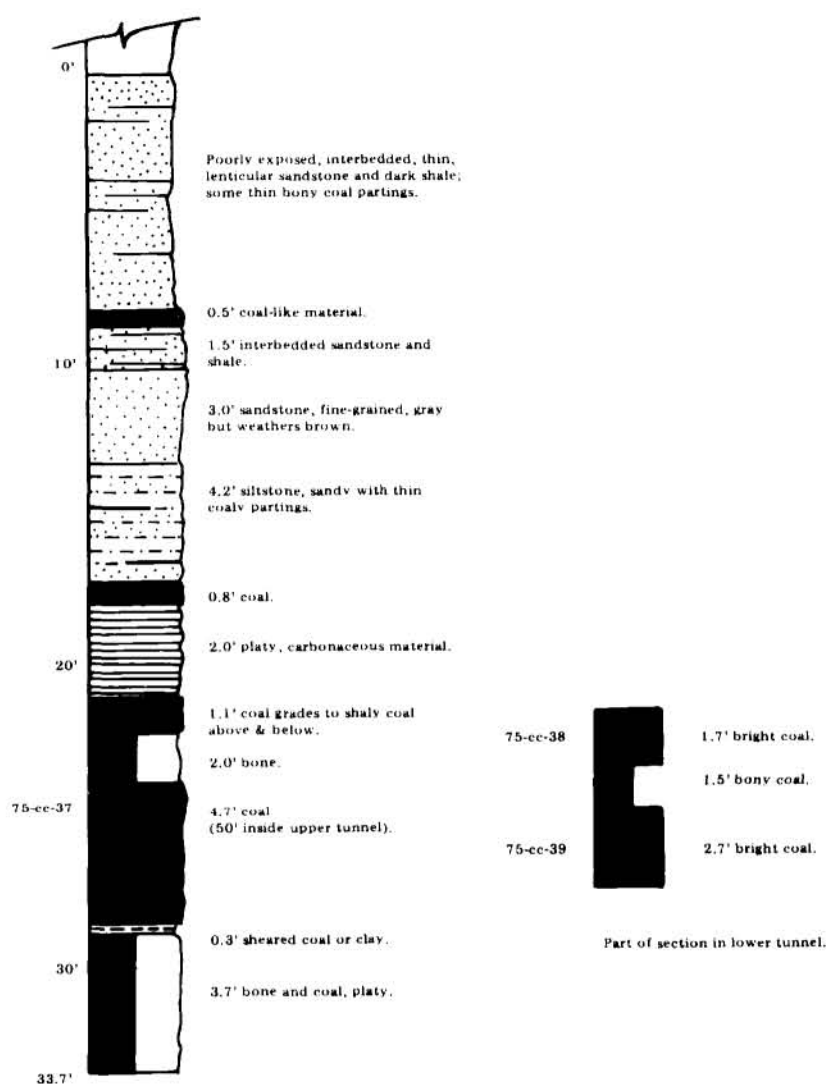 0'
Poorly exposed, interbedded, thin,
lenticular sandstone and dark shale;
some thin bony coal partings.
0.5' coal-like material.
1.5' interbedded sandstone and
shale.
10'
3.0' sandstone, fine-grained, gray
but weathers brown.
4.2' siltstone, sandy with thin
coaly partings.
0.8' coal.
2.0' platy, carbonaceous material.
20'
1.1' coal grades to shaly coal
above & below.
2.0' bone.
75-cc-37
4.7' coal
(50' inside upper tunnel).
0.3' sheared coal or clay.
30'
3.7' bone and coal, platy.
33.7'
75-cc-38
1.7' bright coal.
1.5' bony coal.
75-cc-39
2.7' bright coal.
Part of section in lower tunnel.